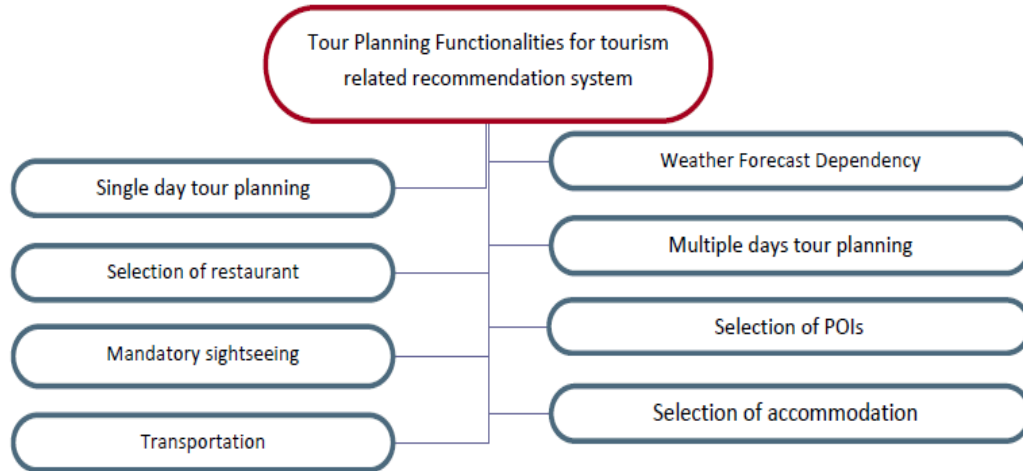 Tour Planning Functionalities for tourism
related recommendation system
Single day tour planning
Selection of restaurant
Mandatory sightseeing
Transportation
Weather Forecast Dependency
Multiple days tour planning
Selection of POIs
Selection of accommodation